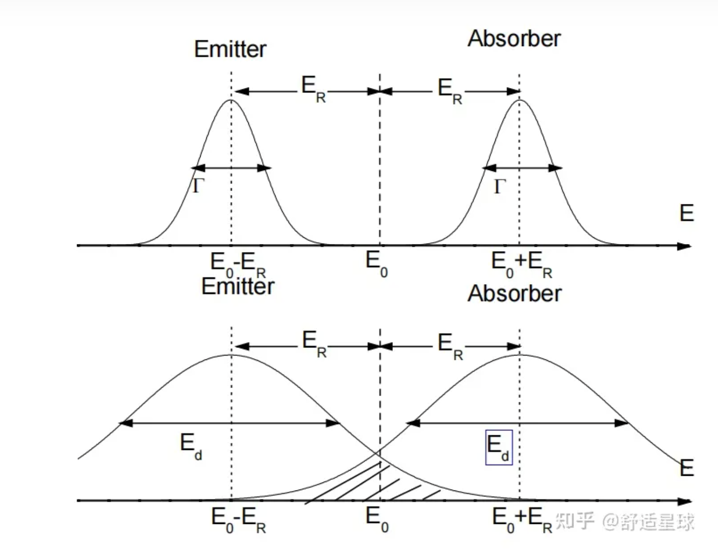 Emitter
Absorber
E_R E_R
Γ Γ
E
E_0-E_R E_0 E_0+E_R
Emitter
Absorber
E_R E_R
E_d E_d
E
E_0-E_R E_0 E_0+E_R
知乎 @舒适星球